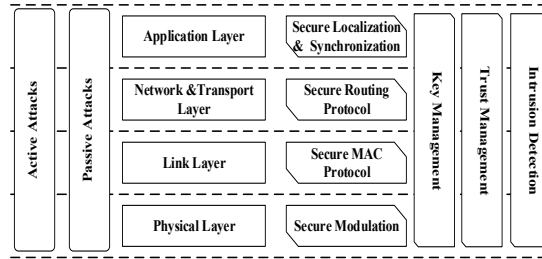 Active Attacks
Passive Attacks
Application Layer
Secure Localization
& Synchronization
Network &Transport
Layer
Secure Routing
Protocol
Link Layer
Secure MAC
Protocol
Physical Layer
Secure Modulation
Key Management
Trust Management
Intrusion Detection